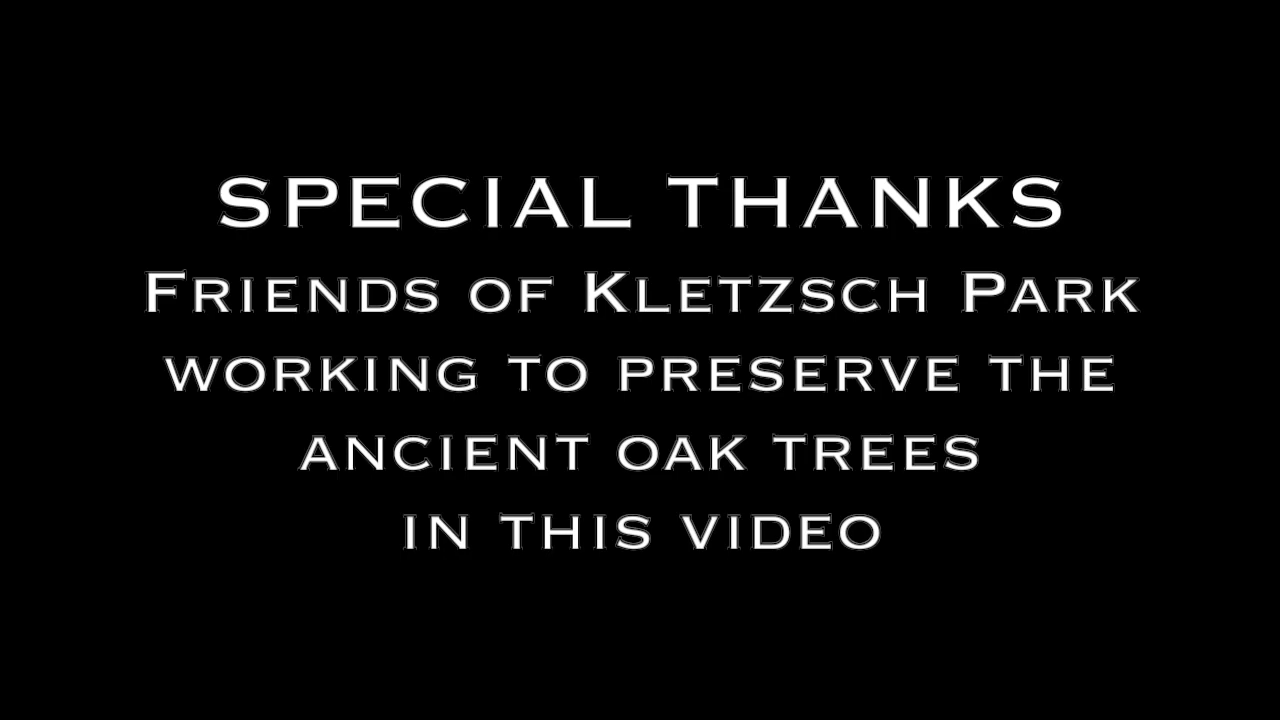 SPECIAL THANKS
Friends of Kletzsch Park
working to preserve the
ancient oak trees
in this video